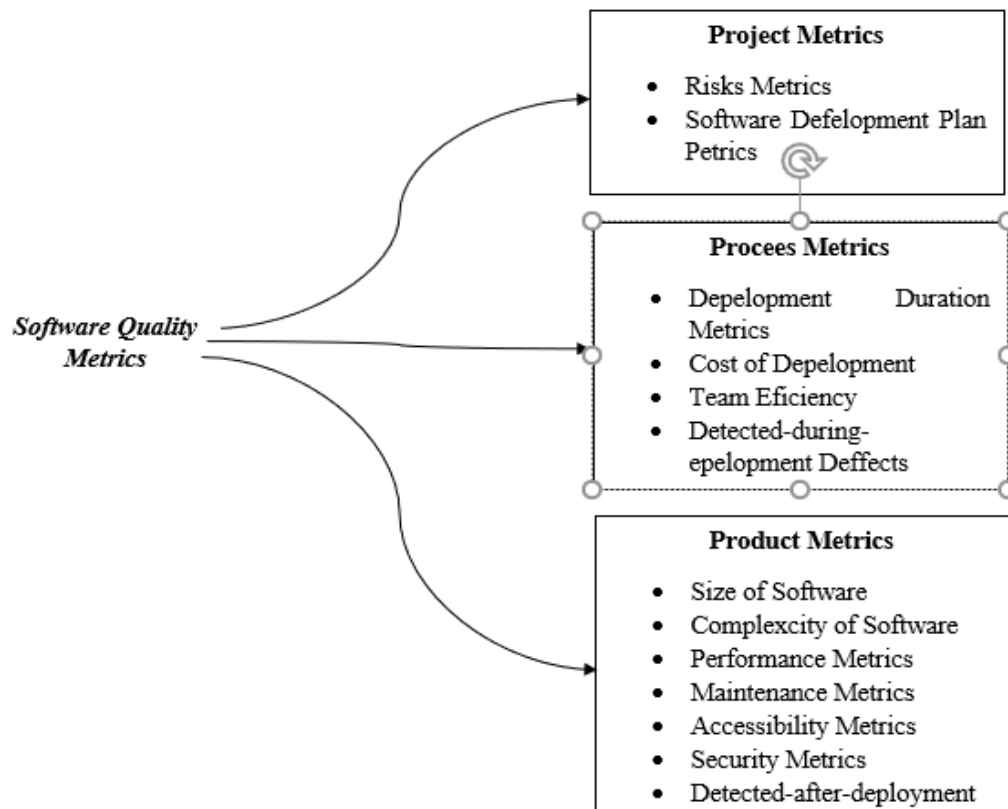 Project Metrics
Risks Metrics
Software Defelopment Plan
Petrics
Procees Metrics
Depelopment Duration
Metrics
Cost of Depelopment
Team Eficiency
Detected-during-
epelopment Deffects
Software Quality
Metrics
Product Metrics
Size of Software
Complexcity of Software
Performance Metrics
Maintenance Metrics
Accessibility Metrics
Security Metrics
Detected-after-deployment